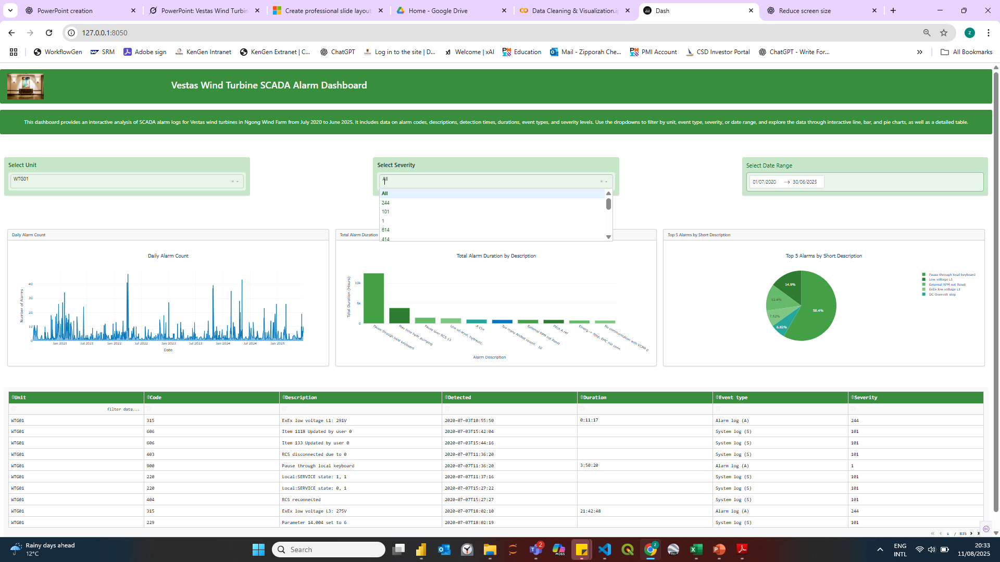 PowerPoint creation
PowerPoint: Vestas Wind Turbin
Create professional slide layout
Home - Google Drive
Data Cleaning & Visualization.i
Dash
Reduce screen size
127.0.0.1:8050
WorkflowGen
SRM
Adobe sign
KenGen Intranet
KenGen Extranet | C...
ChatGPT
Log in to the site | D...
Welcome | xAI
Education
Mail - Zipporah Che...
PMI Account
CSD Investor Portal
ChatGPT - Write For...
All Bookmarks
Vestas Wind Turbine SCADA Alarm Dashboard
This dashboard provides an interactive analysis of SCADA alarm logs for Vestas wind turbines in Ngong Wind Farm from July 2020 to June 2025. It includes data on alarm codes, descriptions, detection times, durations, event types, and severity levels. Use the dropdowns to filter by unit, event type, severity, or date range, and explore the data through interactive line, bar, and pie charts, as well as a detailed table.
Select Unit
WTG01
Select Severity
All
All
244
101
1
614
414
Select Date Range
01/07/2020 → 30/06/2025
Daily Alarm Count
Daily Alarm Count
Number of Alarms
40
30
20
10
0
Jan 2021 Jul 2021 Jan 2022 Jul 2022 Jan 2023 Jul 2023 Jan 2024 Jul 2024 Jan 2025
Date
Total Alarm Duration
Total Alarm Duration by Description
Total Duration (Hours)
10k
5k
0
Pause through local keyboard
Max time hydr. pumping
Pause over RCS 13
Low oil-level, hydraulic
A Ctrl
Too many ArcNet reconf. 10
External RPM not Reset
Pitch A ref
Emerg.-> Stop, EMC not conn.
No communication with VCPM 0
Alarm Description
Top 5 Alarms by Short Description
Top 5 Alarms by Short Description
14.9%
12.4%
7.52%
6.82%
58.4%
Pause through local keyboard
Low voltage L1
External RPM not Reset
ExEx low voltage L1
DC Overvolt stop
Unit Code Description Detected Duration Event type Severity
filter data...
WTG01 315 ExEx low voltage L1: 291V 2020-07-03T10:55:50 0:11:17 Alarm log (A) 244
WTG01 606 Item 1118 Updated by user 0 2020-07-03T15:42:04 System log (S) 101
WTG01 606 Item 133 Updated by user 0 2020-07-03T15:44:16 System log (S) 101
WTG01 403 RCS disconnected due to 0 2020-07-07T11:36:20 System log (S) 101
WTG01 900 Pause through local keyboard 2020-07-07T11:36:20 3:50:20 Alarm log (A) 1
WTG01 220 Local:SERVICE state: 1, 1 2020-07-07T11:37:16 System log (S) 101
WTG01 220 Local:SERVICE state: 0, 1 2020-07-07T15:27:22 System log (S) 101
WTG01 404 RCS reconnected 2020-07-07T15:27:27 System log (S) 101
WTG01 315 ExEx low voltage L3: 275V 2020-07-07T18:02:10 21:42:48 Alarm log (A) 244
WTG01 229 Parameter 14.004 set to 6 2020-07-07T18:02:19 System log (S) 101
1 / 835
Rainy days ahead
12°C
Search
2
M365
ENG
INTL
20:33
11/08/2025